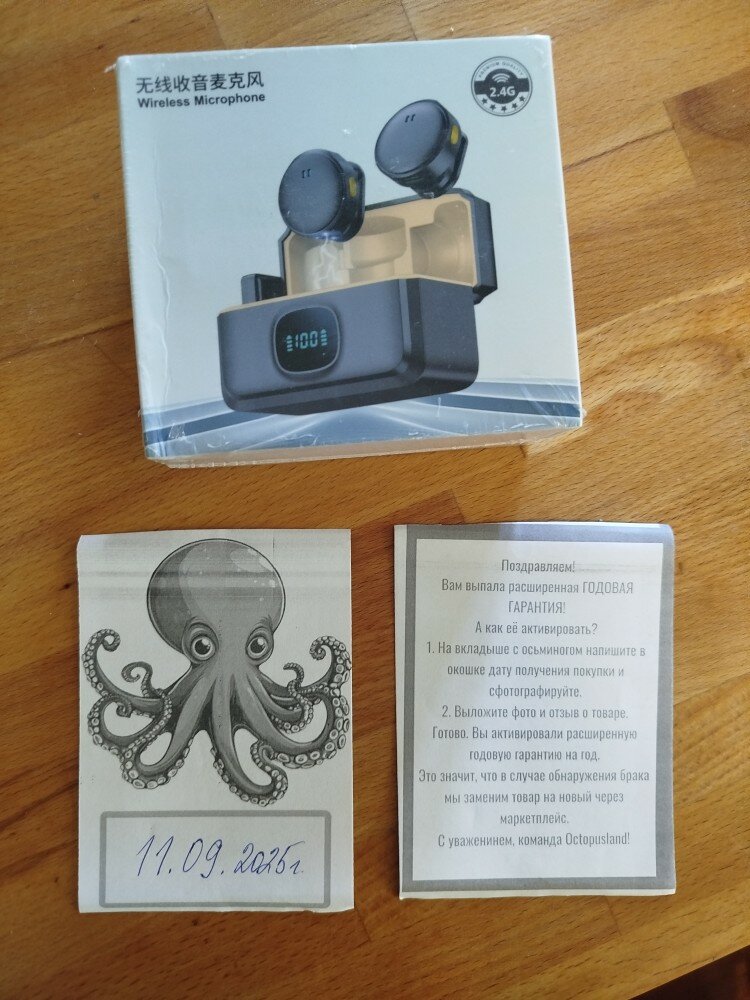 无线收音麦克风
Wireless Microphone
PREMIUM QUALITY
2.4G
100
11.09.2025г.
Поздравляем!
Вам выпала расширенная ГОДОВАЯ
ГАРАНТИЯ!
А как её активировать?
1. На вкладыше с осьминогом напишите в
окошке дату получения покупки и
сфотографируйте.
2. Выложите фото и отзыв о товаре.
Готово. Вы активировали расширенную
годовую гарантию на год.
Это значит, что в случае обнаружения брака
мы заменим товар на новый через
маркетплейс.
С уваженинем, команда Octopusland!